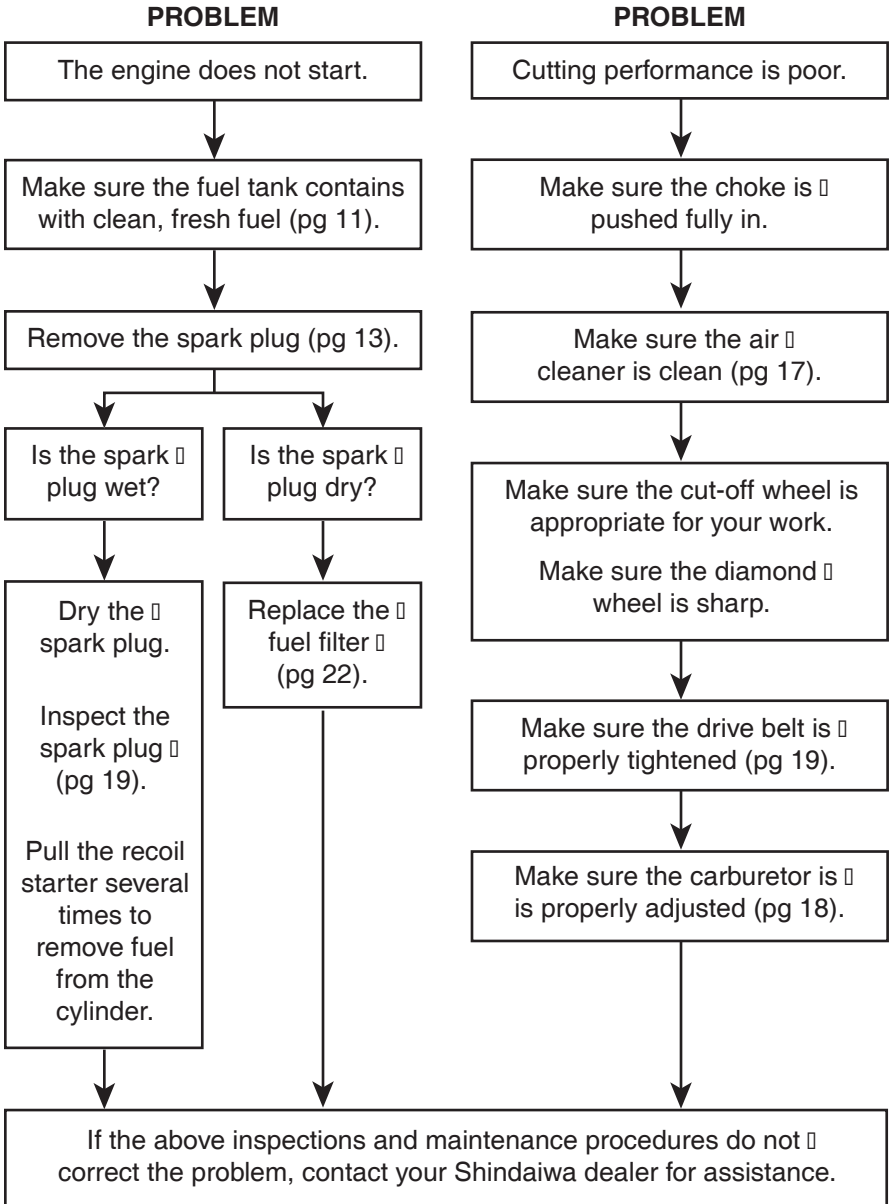 PROBLEM
The engine does not start.
Make sure the fuel tank contains
with clean, fresh fuel (pg 11).
Remove the spark plug (pg 13).
Is the spark ▯
plug wet?
Dry the ▯
spark plug.
Inspect the
spark plug ▯
(pg 19).
Pull the recoil
starter several
times to
remove fuel
from the
cylinder.
Is the spark ▯
plug dry?
Replace the ▯
fuel filter ▯
(pg 22).
PROBLEM
Cutting performance is poor.
Make sure the choke is ▯
pushed fully in.
Make sure the air ▯
cleaner is clean (pg 17).
Make sure the cut-off wheel is
appropriate for your work.
Make sure the diamond ▯
wheel is sharp.
Make sure the drive belt is ▯
properly tightened (pg 19).
Make sure the carburetor is ▯
is properly adjusted (pg 18).
If the above inspections and maintenance procedures do not ▯
correct the problem, contact your Shindaiwa dealer for assistance.